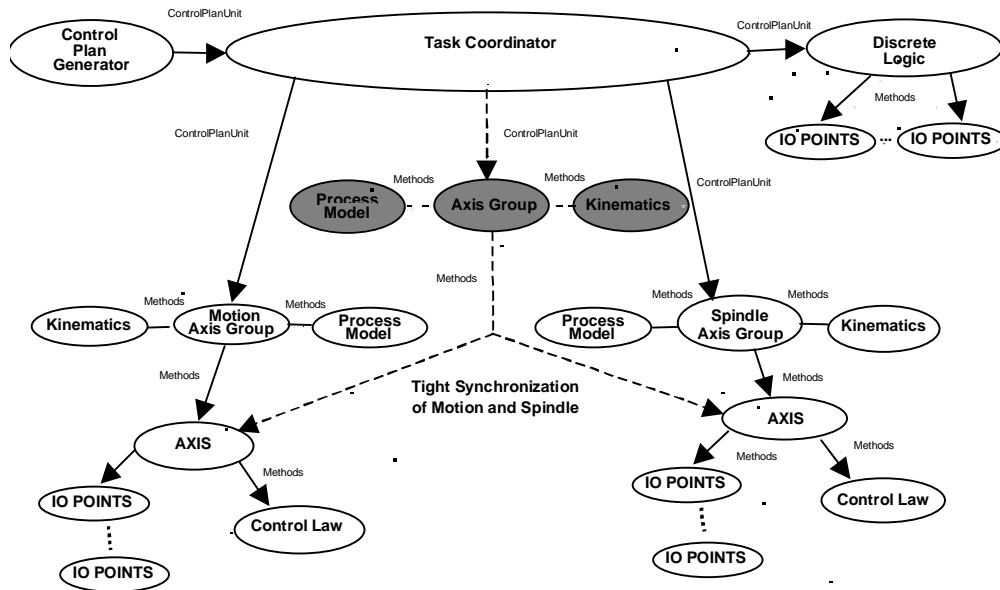 ControlPlanUnit
Control
Plan
Generator
Task Coordinator
ControlPlanUnit
Discrete
Logic
Methods
IO POINTS
...
IO POINTS
ControlPlanUnit
ControlPlanUnit
ControlPlanUnit
Methods
Methods
Process
Model
Axis Group
Kinematics
Methods
Methods
Methods
Kinematics
Motion
Axis Group
Process
Model
Methods
Methods
Process
Model
Spindle
Axis Group
Kinematics
Methods
Methods
Tight Synchronization
of Motion and Spindle
AXIS
AXIS
Methods
Methods
IO POINTS
Control Law
IO POINTS
IO POINTS
Control Law
IO POINTS